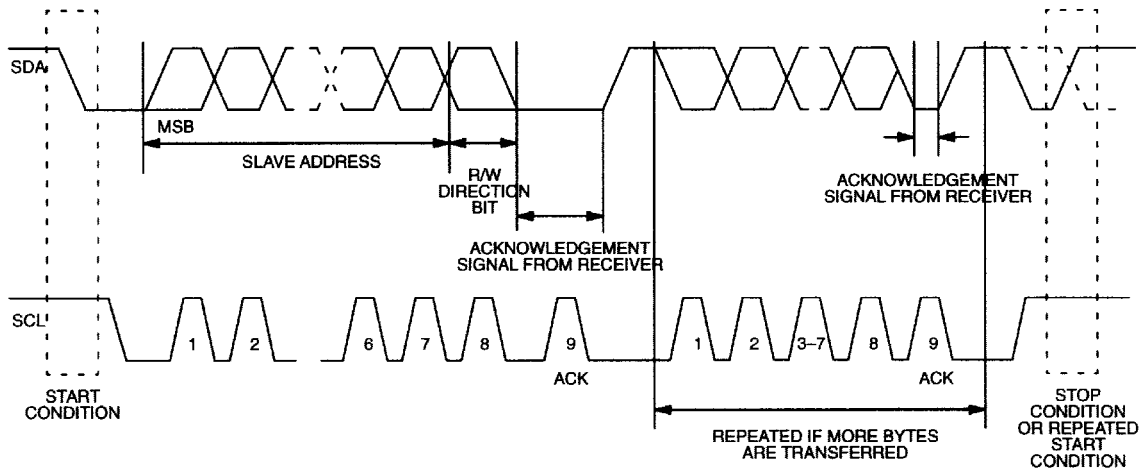 SDA
MSB
SLAVE ADDRESS
R/W
DIRECTION
BIT
ACKNOWLEDGEMENT
SIGNAL FROM RECEIVER
ACKNOWLEDGEMENT
SIGNAL FROM RECEIVER
SCL
1 2 6 7 8 9 1 2 3–7 8 9
ACK ACK
START
CONDITION
REPEATED IF MORE BYTES
ARE TRANSFERRED
STOP
CONDITION
OR REPEATED
START
CONDITION